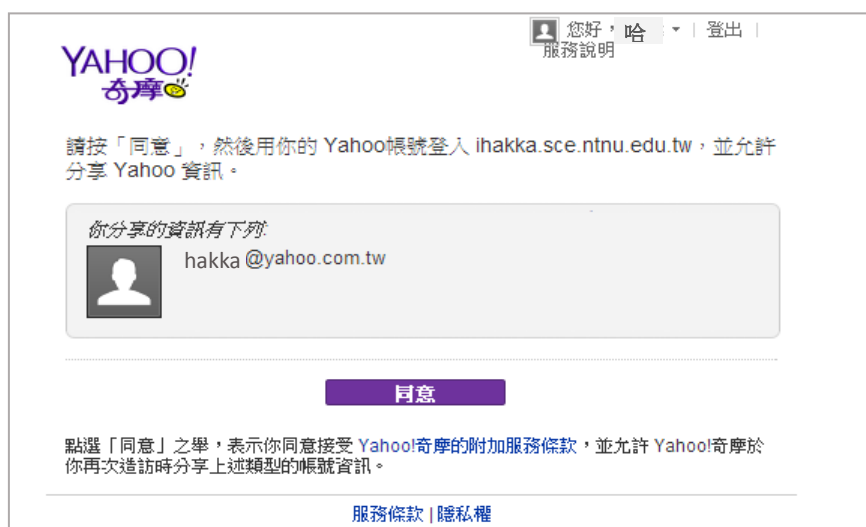 您好，哈 | 登出 |
服務說明
YAHOO!
奇摩
請按「同意」，然後用你的 Yahoo帳號登入 ihakka.sce.ntnu.edu.tw，並允許
分享 Yahoo 資訊。
你分享的資訊有下列:
hakka @yahoo.com.tw
同意
點選「同意」之舉，表示你同意接受 Yahoo!奇摩的附加服務條款，並允許 Yahoo!奇摩於
你再次造訪時分享上述類型的帳號資訊。
服務條款 | 隱私權